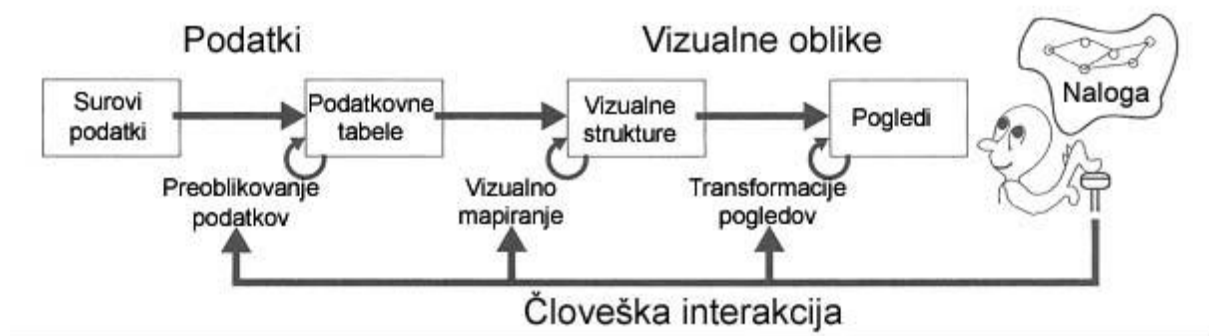 Podatki
Vizualne oblike
Naloga
Surovi
podatki
Podatkovne
tabele
Vizualne
strukture
Pogledi
Preoblikovanje
podatkov
Vizualno
mapiranje
Transformacije
pogledov
Človeška interakcija